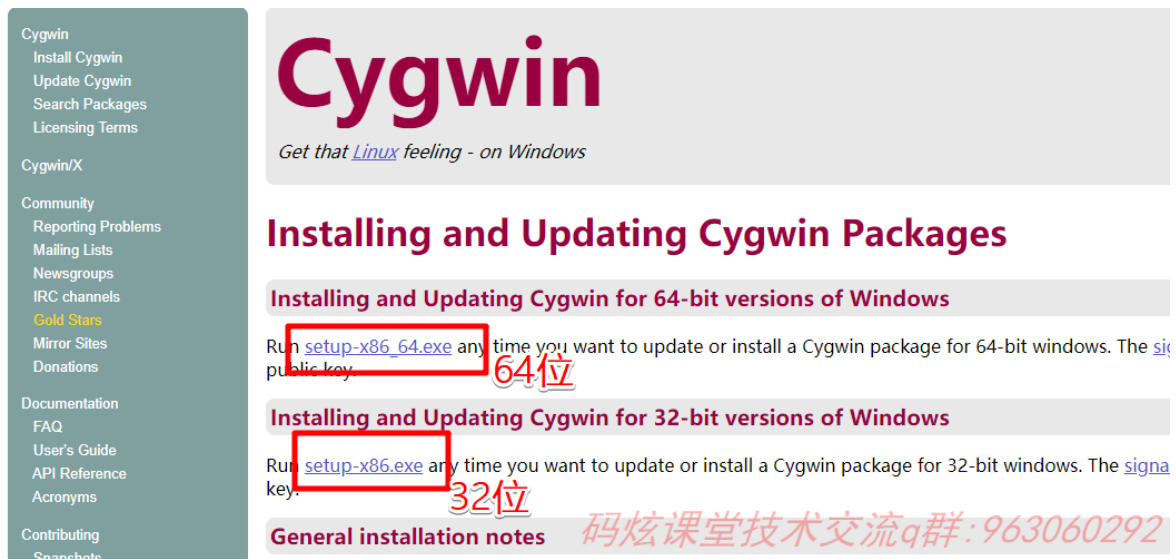 Cygwin
Install Cygwin
Update Cygwin
Search Packages
Licensing Terms
Cygwin/X
Community
Reporting Problems
Mailing Lists
Newsgroups
IRC channels
Gold Stars
Mirror Sites
Donations
Documentation
FAQ
User's Guide
API Reference
Acronyms
Contributing
Snapshots
Cygwin
Get that Linux feeling - on Windows
Installing and Updating Cygwin Packages
Installing and Updating Cygwin for 64-bit versions of Windows
Run setup-x86_64.exe any time you want to update or install a Cygwin package for 64-bit windows. The sig
public key.
64位
Installing and Updating Cygwin for 32-bit versions of Windows
Run setup-x86.exe any time you want to update or install a Cygwin package for 32-bit windows. The signa
key.
32位
General installation notes
码炫课堂技术交流q群:963060292